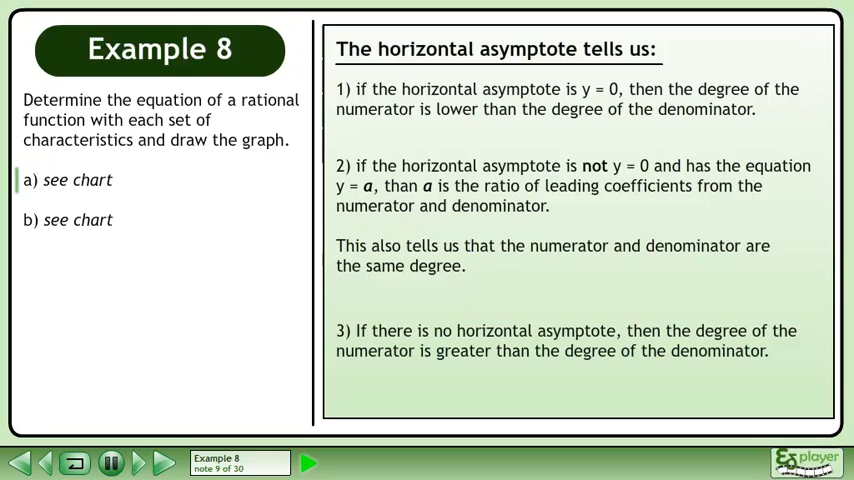 Example 8
Determine the equation of a rational
function with each set of
characteristics and draw the graph.
a) see chart
b) see chart
The horizontal asymptote tells us:
1) if the horizontal asymptote is y = 0, then the degree of the
numerator is lower than the degree of the denominator.
2) if the horizontal asymptote is not y = 0 and has the equation
y = a, than a is the ratio of leading coefficients from the
numerator and denominator.
This also tells us that the numerator and denominator are
the same degree.
3) If there is no horizontal asymptote, then the degree of the
numerator is greater than the degree of the denominator.
Example 8
note 9 of 30
player